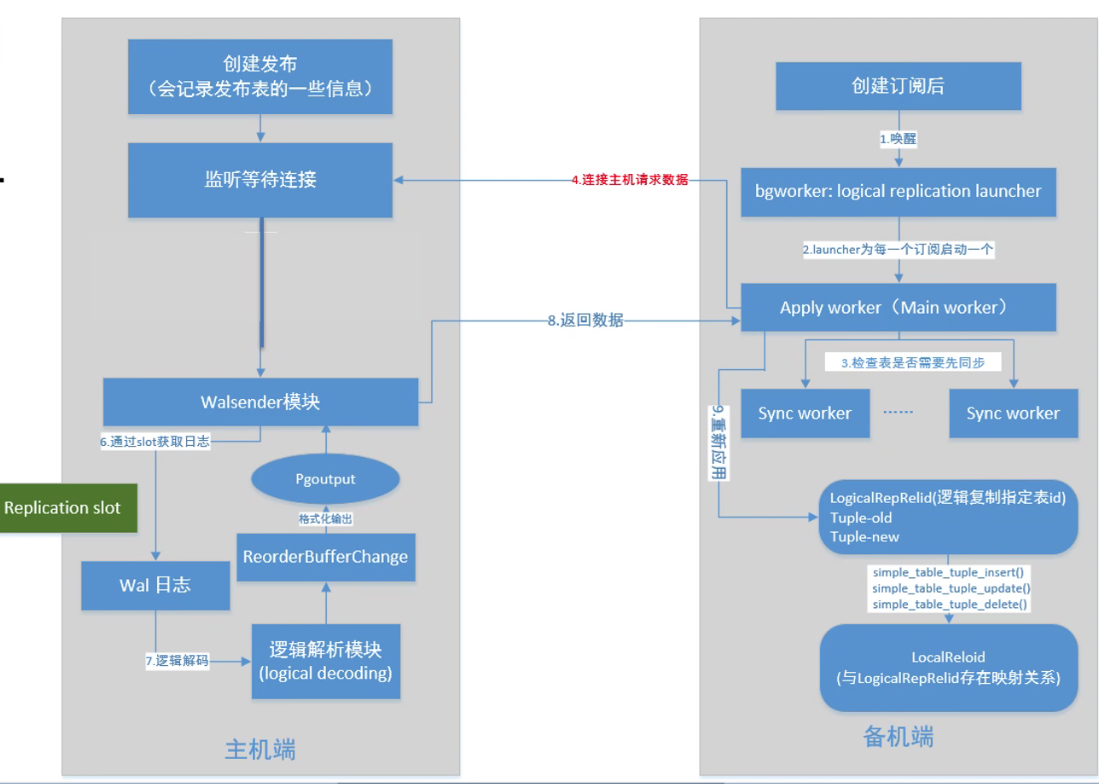 创建发布
（会记录发布表的一些信息）
监听等待连接
Walsender模块
6.通过slot获取日志
Pgoutput
格式化输出
Replication slot
ReorderBufferChange
Wal 日志
7.逻辑解码
逻辑解析模块
(logical decoding)
主机端
4.连接主机请求数据
8.返回数据
创建订阅后
1.唤醒
bgworker: logical replication launcher
2.launcher为每一个订阅启动一个
Apply worker（Main worker）
3.检查表是否需要先同步
Sync worker
......
Sync worker
9.重新应用
LogicalRepRelid(逻辑复制指定表id)
Tuple-old
Tuple-new
simple_table_tuple_insert()
simple_table_tuple_update()
simple_table_tuple_delete()
LocalReloid
(与LogicalRepRelid存在映射关系)
备机端